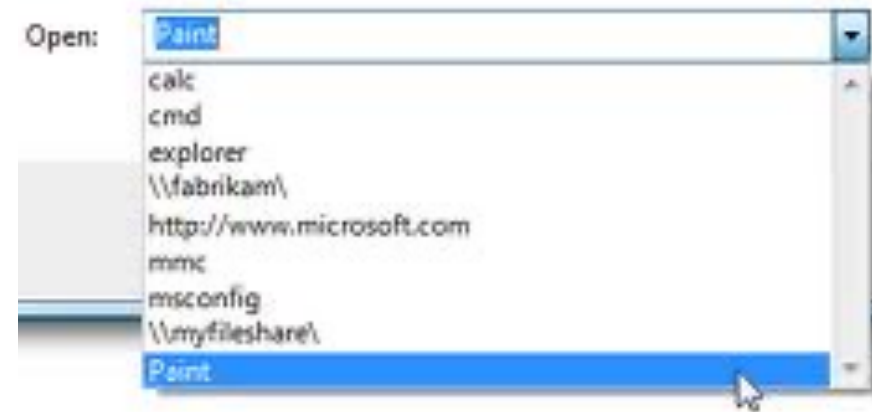 Open: Paint
calc
cmd
explorer
\\fabrikam\
http://www.microsoft.com
mmc
msconfig
\\myfileshare\
Paint